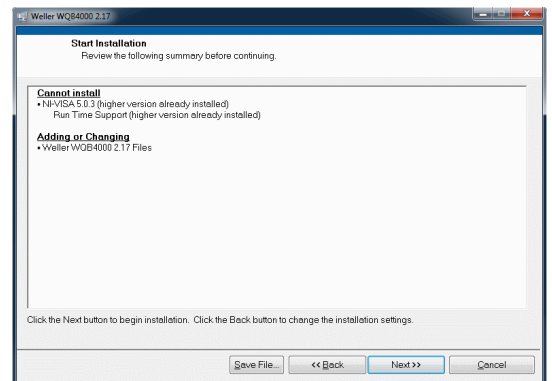 Weller WQB4000 2.17
Start Installation
Review the following summary before continuing.
Cannot install
• NI-VISA 5.0.3 (higher version already installed)
Run Time Support (higher version already installed)
Adding or Changing
• Weller WQB4000 2.17 Files
Click the Next button to begin installation. Click the Back button to change the installation settings.
Save File...
<< Back
Next >>
Cancel